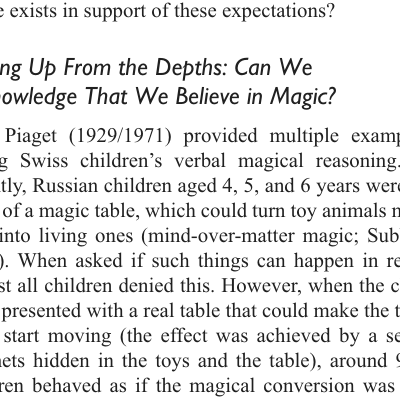 e exists in support of these expectations?
ng Up From the Depths: Can We
nowledge That We Believe in Magic?
Piaget (1929/1971) provided multiple examp
g Swiss children’s verbal magical reasoning.
tly, Russian children aged 4, 5, and 6 years were
of a magic table, which could turn toy animals m
into living ones (mind-over-matter magic; Sub
). When asked if such things can happen in re
st all children denied this. However, when the c
presented with a real table that could make the t
start moving (the effect was achieved by a se
nets hidden in the toys and the table), around 9
ren behaved as if the magical conversion was